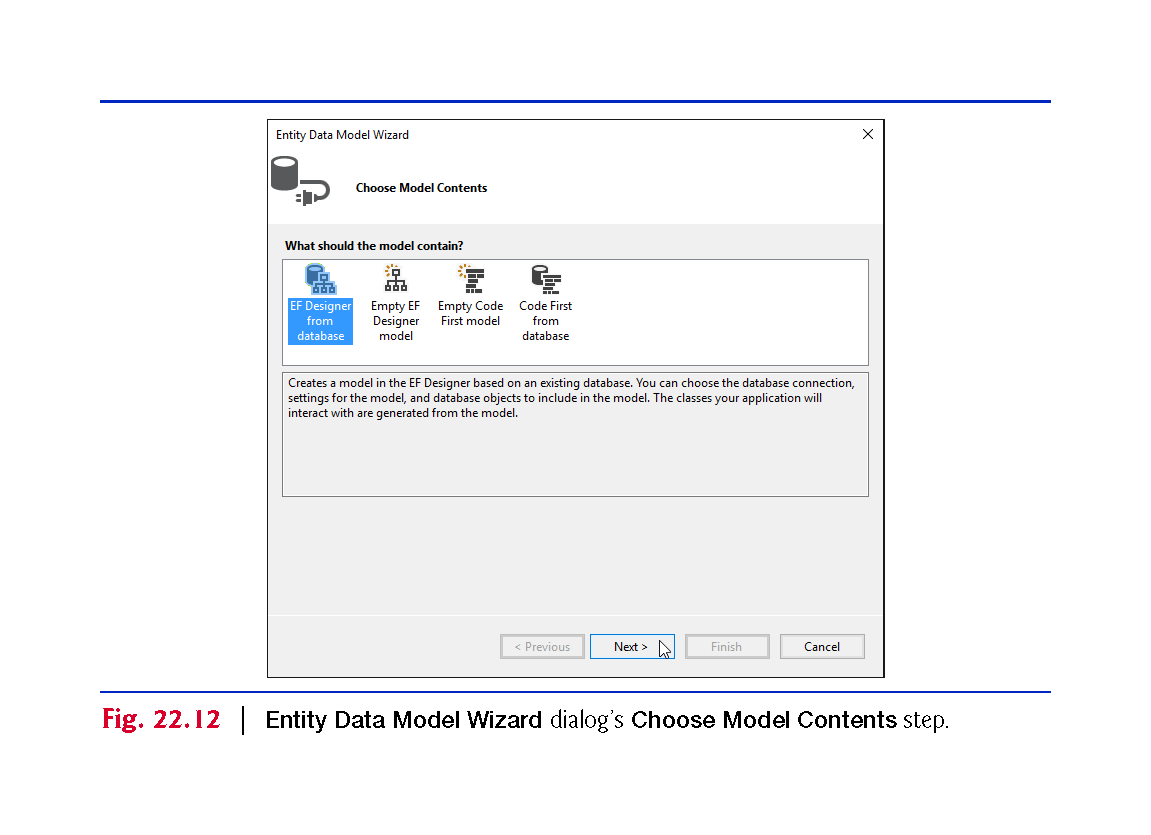 Entity Data Model Wizard
Choose Model Contents
What should the model contain?
EF Designer
from
database
Empty EF
Designer
model
Empty Code
First model
Code First
from
database
Creates a model in the EF Designer based on an existing database. You can choose the database connection,
settings for the model, and database objects to include in the model. The classes your application will
interact with are generated from the model.
< Previous
Next >
Finish
Cancel
Fig. 22.12 | Entity Data Model Wizard dialog’s Choose Model Contents step.